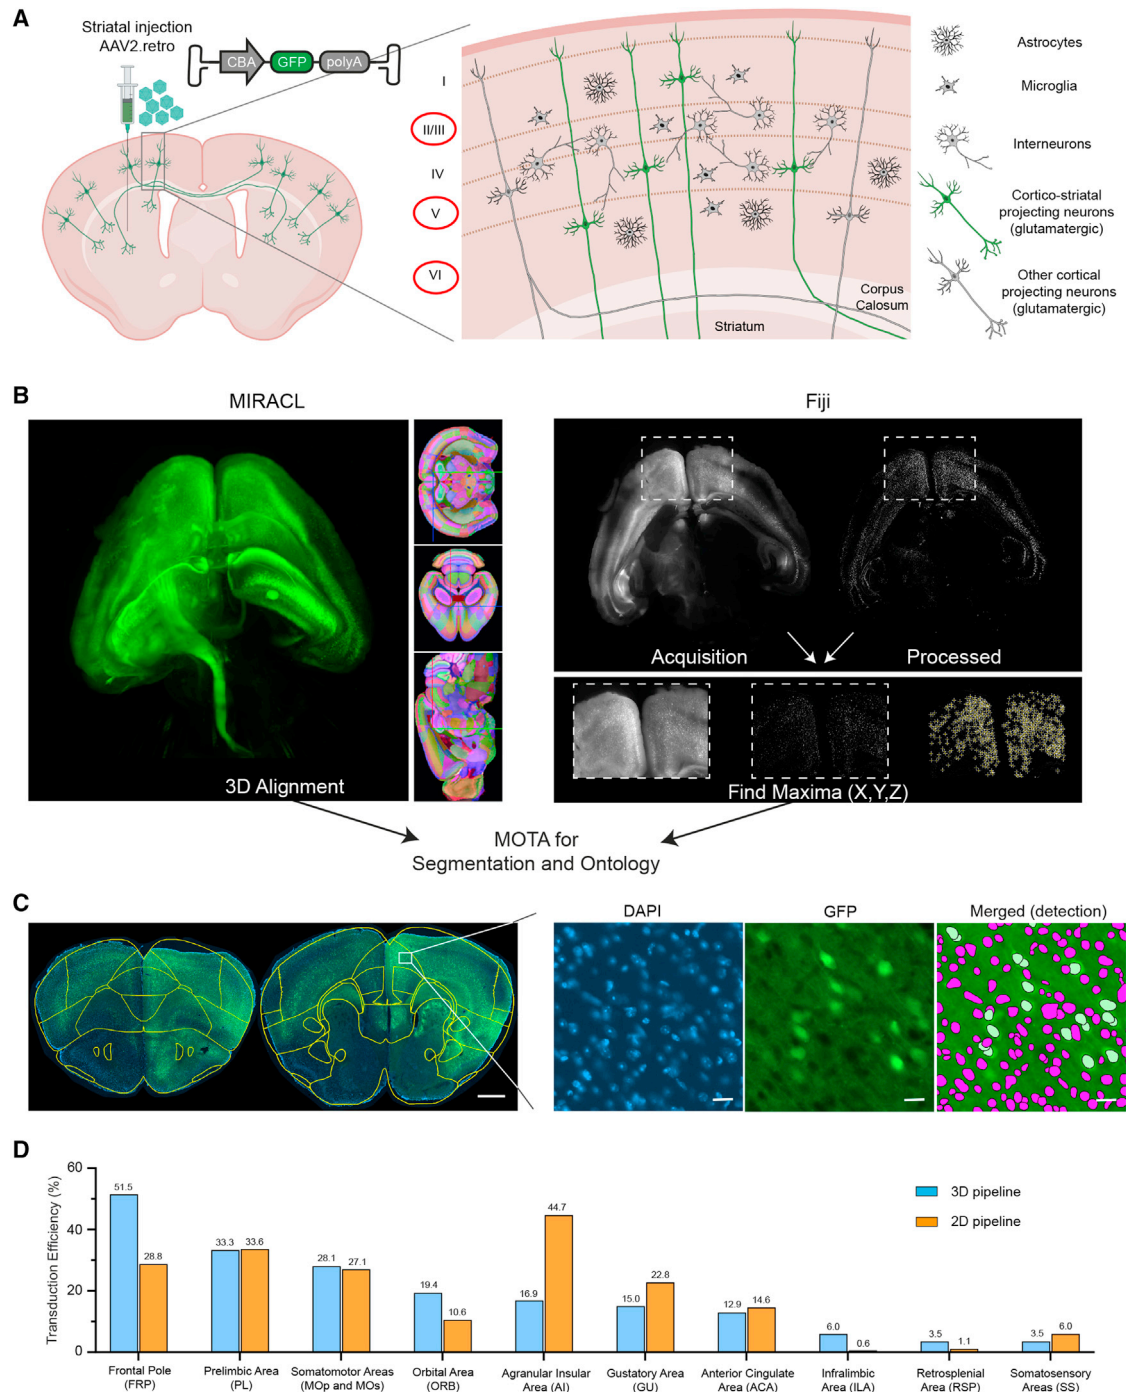 A
Striatal injection
AAV2.retro
CBA
GFP
polyA
I
II/III
IV
V
VI
Corpus
Calosum
Striatum
Astrocytes
Microglia
Interneurons
Cortico-striatal
projecting neurons
(glutamatergic)
Other cortical
projecting neurons
(glutamatergic)
B
MIRACL
Fiji
3D Alignment
Acquisition
Processed
Find Maxima (X,Y,Z)
MOTA for
Segmentation and Ontology
C
DAPI
GFP
Merged (detection)
D
Transduction Efficiency (%)
60
40
20
0
51.5
28.8
33.3
33.6
28.1
27.1
19.4
10.6
16.9
44.7
15.0
22.8
12.9
14.6
6.0
0.6
3.5
1.1
3.5
6.0
3D pipeline
2D pipeline
Frontal Pole
(FRP)
Prelimbic Area
(PL)
Somatomotor Areas
(MOp and MOs)
Orbital Area
(ORB)
Agranular Insular
Area (AI)
Gustatory Area
(GU)
Anterior Cingulate
Area (ACA)
Infralimbic
Area (ILA)
Retrosplenial
Area (RSP)
Somatosensory
Areas (SS)